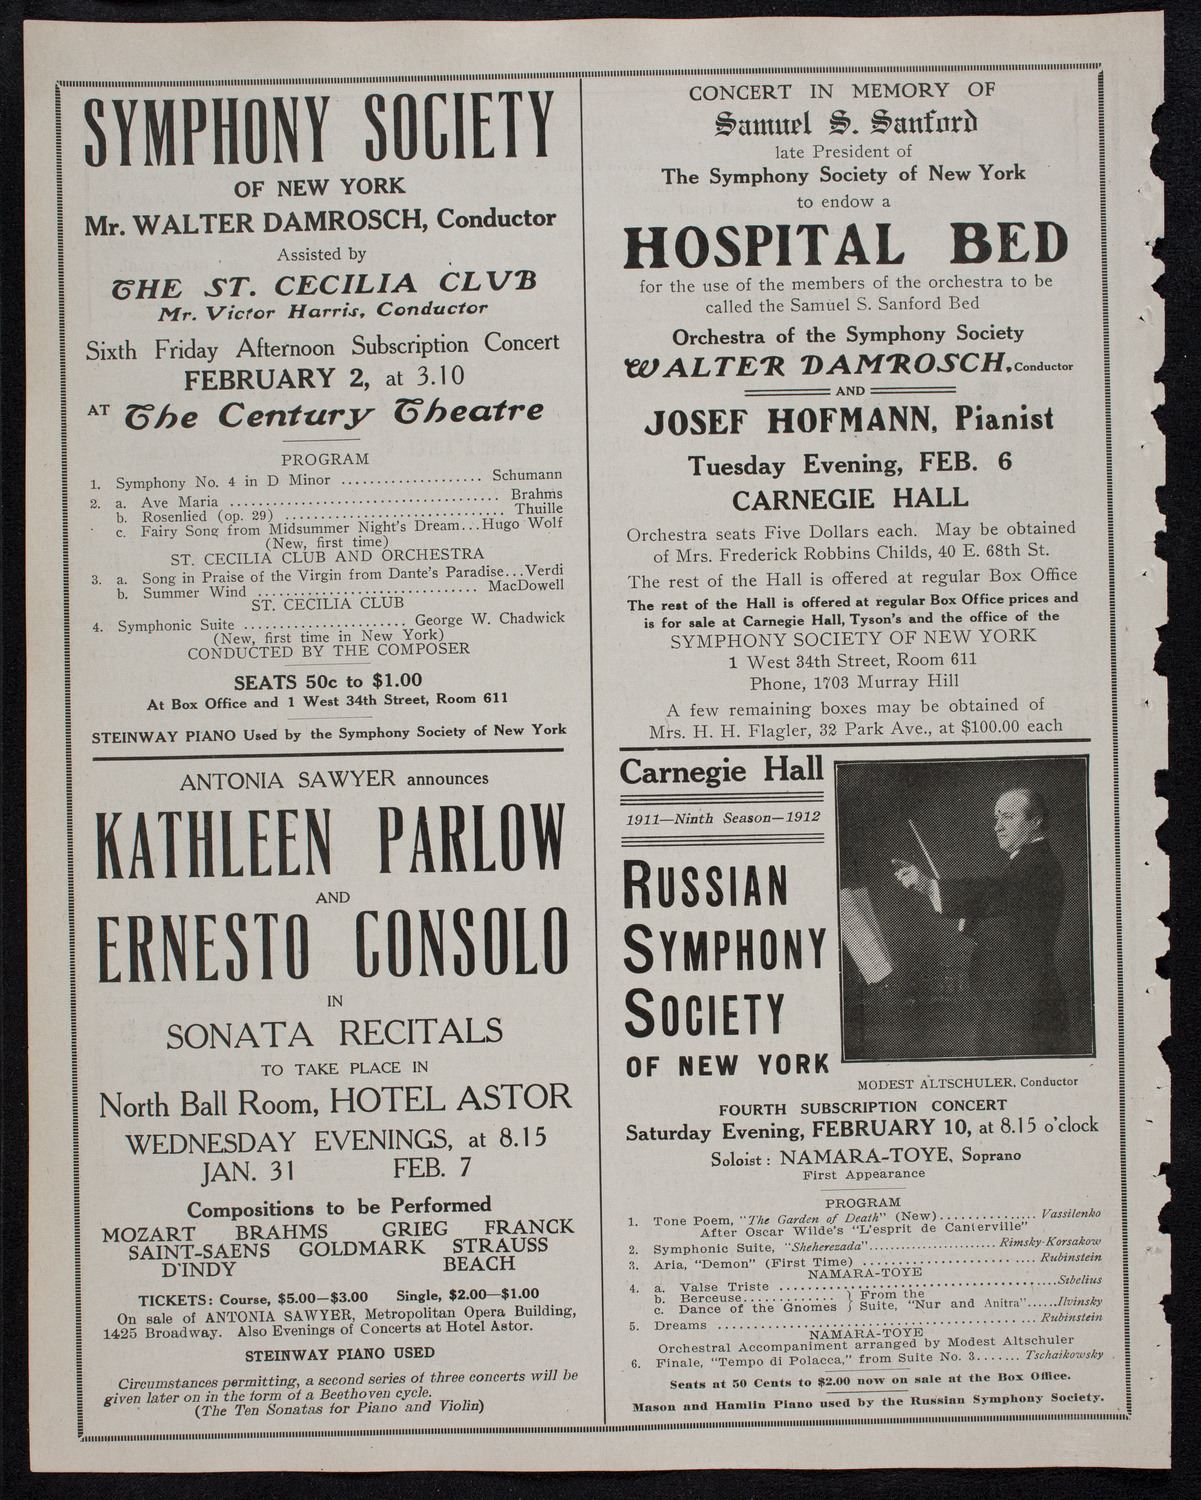 SYMPHONY SOCIETY
OF NEW YORK
Mr. WALTER DAMROSCH, Conductor
Assisted by
THE ST. CECILIA CLUB
Mr. Victor Harris, Conductor
Sixth Friday Afternoon Subscription Concert
FEBRUARY 2, at 3.10
AT The Century Theatre
PROGRAM
1. Symphony No. 4 in D Minor .................. Schumann
2. a. Ave Maria .................................. Brahms
b. Rosenlied (op. 29) ............................ Thuille
c. Fairy Song from Midsummer Night's Dream...Hugo Wolf
(New, first time)
ST. CECILIA CLUB AND ORCHESTRA
3. a. Song in Praise of the Virgin from Dante's Paradise...Verdi
b. Summer Wind ............................ MacDowell
ST. CECILIA CLUB
4. Symphonic Suite ...................... George W. Chadwick
(New, first time in New York)
CONDUCTED BY THE COMPOSER
SEATS 50c to $1.00
At Box Office and 1 West 34th Street, Room 611
STEINWAY PIANO Used by the Symphony Society of New York
ANTONIA SAWYER announces
KATHLEEN PARLOW
AND
ERNESTO CONSOLO
IN
SONATA RECITALS
TO TAKE PLACE IN
North Ball Room, HOTEL ASTOR
WEDNESDAY EVENINGS, at 8.15
JAN. 31 FEB. 7
Compositions to be Performed
MOZART BRAHMS GRIEG FRANCK
SAINT-SAENS GOLDMARK STRAUSS
D'INDY BEACH
TICKETS: Course, $5.00—$3.00 Single, $2.00—$1.00
On sale of ANTONIA SAWYER, Metropolitan Opera Building,
1425 Broadway. Also Evenings of Concerts at Hotel Astor.
STEINWAY PIANO USED
Circumstances permitting, a second series of three concerts will be
given later on in the form of a Beethoven cycle.
(The Ten Sonatas for Piano and Violin)
CONCERT IN MEMORY OF
Samuel S. Sanford
late President of
The Symphony Society of New York
to endow a
HOSPITAL BED
for the use of the members of the orchestra to be
called the Samuel S. Sanford Bed
Orchestra of the Symphony Society
WALTER DAMROSCH, Conductor
AND
JOSEF HOFMANN, Pianist
Tuesday Evening, FEB. 6
CARNEGIE HALL
Orchestra seats Five Dollars each. May be obtained
of Mrs. Frederick Robbins Childs, 40 E. 68th St.
The rest of the Hall is offered at regular Box Office
The rest of the Hall is offered at regular Box Office prices and
is for sale at Carnegie Hall, Tyson's and the office of the
SYMPHONY SOCIETY OF NEW YORK
1 West 34th Street, Room 611
Phone, 1703 Murray Hill
A few remaining boxes may be obtained of
Mrs. H. H. Flagler, 32 Park Ave., at $100.00 each
Carnegie Hall
1911—Ninth Season—1912
RUSSIAN
SYMPHONY
SOCIETY
OF NEW YORK
MODEST ALTSCHULER, Conductor
FOURTH SUBSCRIPTION CONCERT
Saturday Evening, FEBRUARY 10, at 8.15 o'clock
Soloist: NAMARA-TOYE, Soprano
First Appearance
PROGRAM
1. Tone Poem, "The Garden of Death" (New)............... Vassilenko
After Oscar Wilde's "L'esprit de Canterville"
2. Symphonic Suite, "Sheherezada".................... Rimsky-Korsakow
3. Aria, "Demon" (First Time) ........................... Rubinstein
NAMARA-TOYE
4. a. Valse Triste ..............................Sibelius
b. Berceuse............ } From the
c. Dance of the Gnomes } Suite, "Nur and Anitra"......Ilvinsky
5. Dreams ........................................ Rubinstein
NAMARA-TOYE
Orchestral Accompaniment arranged by Modest Altschuler
6. Finale, "Tempo di Polacca," from Suite No. 3....... Tschaikowsky
Seats at 50 Cents to $2.00 now on sale at the Box Office.
Mason and Hamlin Piano used by the Russian Symphony Society.